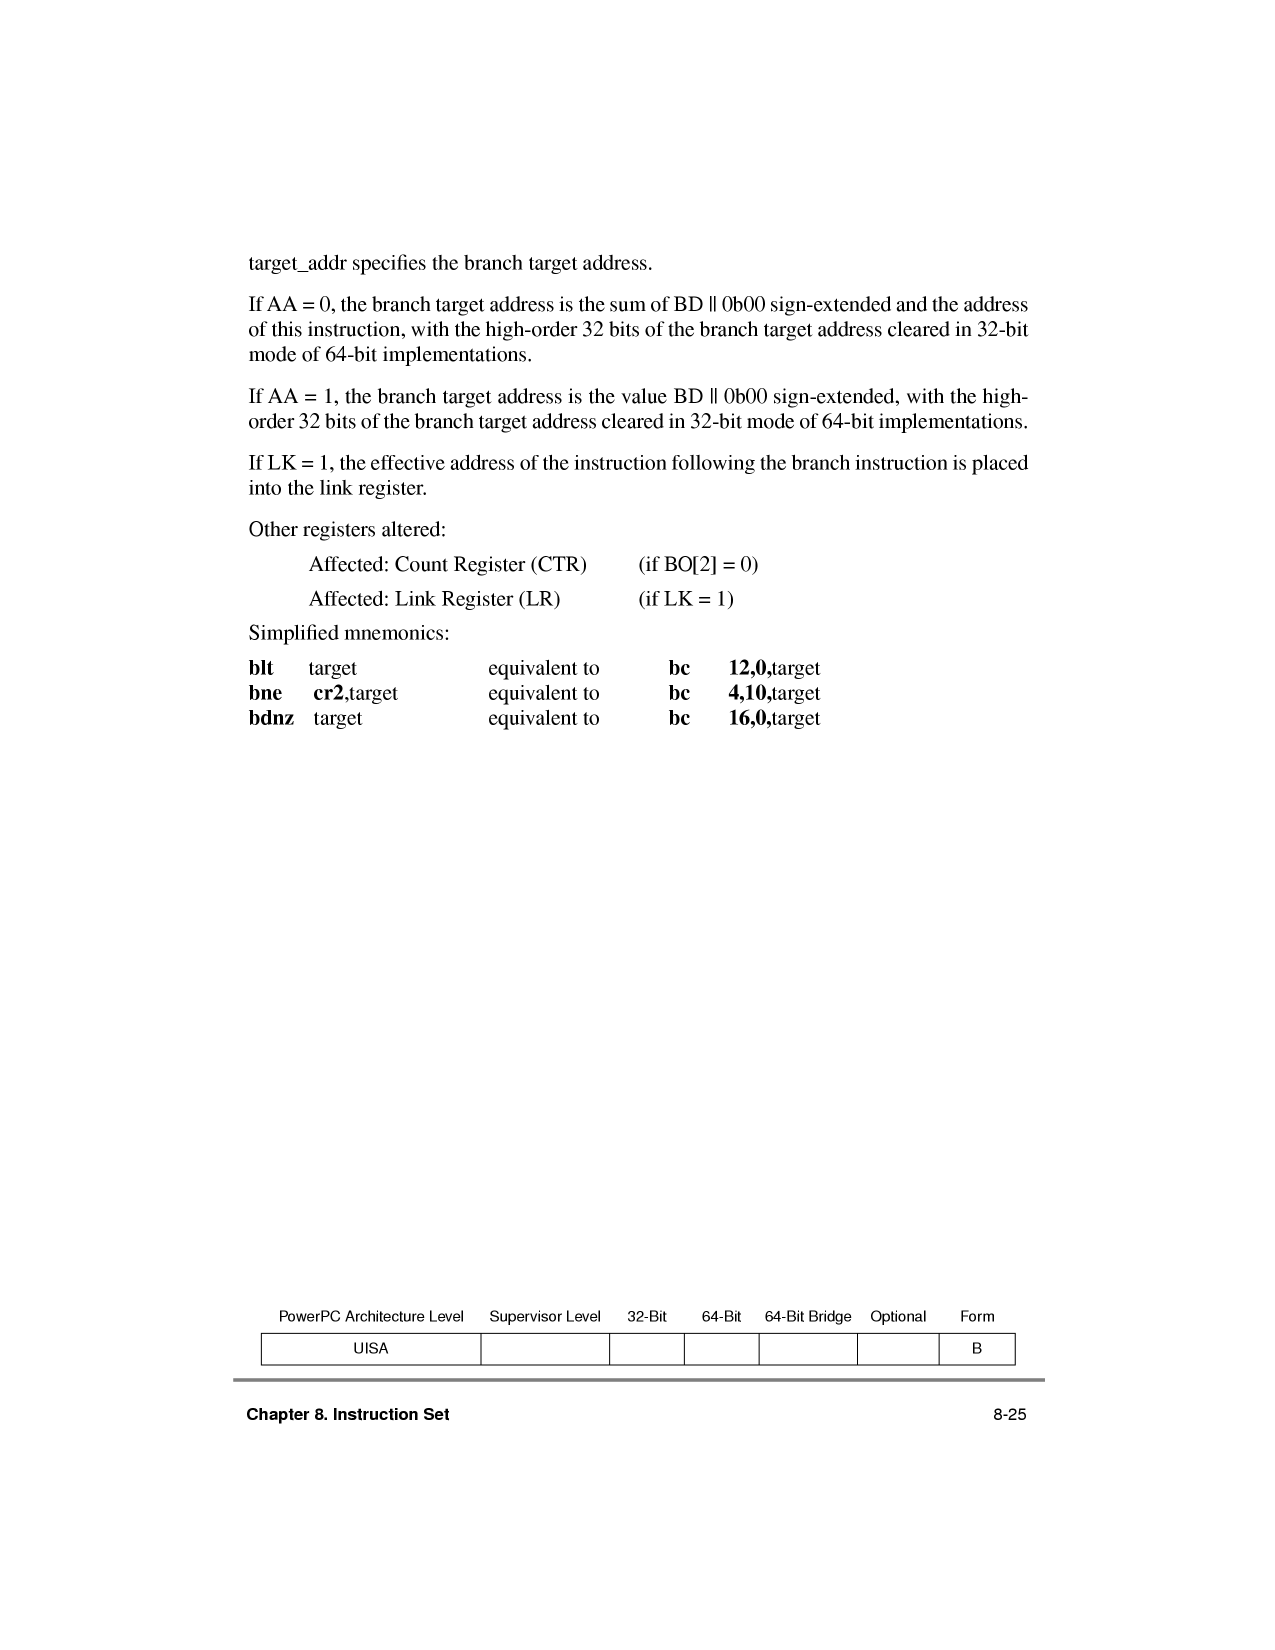 target_addr specifies the branch target address.
If AA = 0, the branch target address is the sum of BD || 0b00 sign-extended and the address
of this instruction, with the high-order 32 bits of the branch target address cleared in 32-bit
mode of 64-bit implementations.
If AA = 1, the branch target address is the value BD || 0b00 sign-extended, with the high-
order 32 bits of the branch target address cleared in 32-bit mode of 64-bit implementations.
If LK = 1, the effective address of the instruction following the branch instruction is placed
into the link register.
Other registers altered:
Affected: Count Register (CTR) (if BO[2] = 0)
Affected: Link Register (LR) (if LK = 1)
Simplified mnemonics:
blt target equivalent to bc 12,0,target
bne cr2,target equivalent to bc 4,10,target
bdnz target equivalent to bc 16,0,target
PowerPC Architecture Level Supervisor Level 32-Bit 64-Bit 64-Bit Bridge Optional Form
UISA B
Chapter 8. Instruction Set 8-25